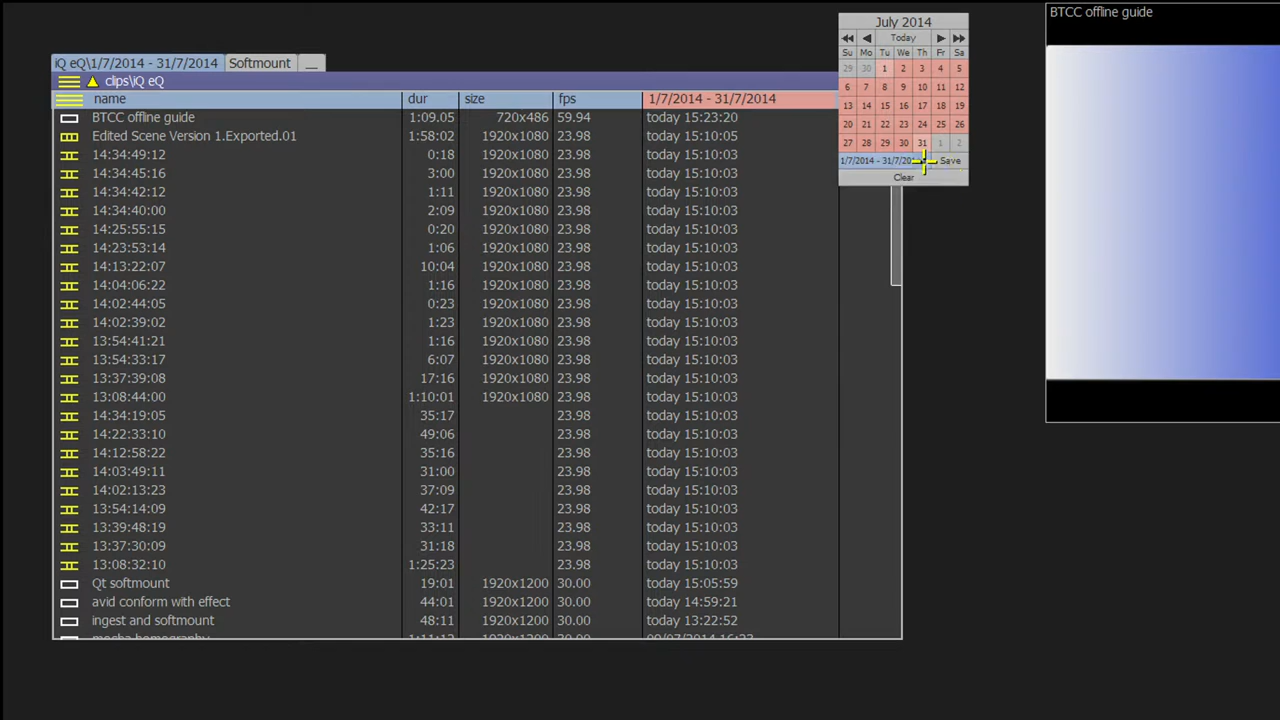 BTCC offline guide
July 2014
Today
Su Mo Tu We Th Fr Sa
29 30 1 2 3 4 5
6 7 8 9 10 11 12
13 14 15 16 17 18 19
20 21 22 23 24 25 26
27 28 29 30 31 1 2
1/7/2014 - 31/7/20 Save
Clear
iQ eQ\1/7/2014 - 31/7/2014 Softmount __
clips\iQ eQ
name dur size fps 1/7/2014 - 31/7/2014
BTCC offline guide 1:09.05 720x486 59.94 today 15:23:20
Edited Scene Version 1.Exported.01 1:58:02 1920x1080 23.98 today 15:10:05
14:34:49:12 0:18 1920x1080 23.98 today 15:10:03
14:34:45:16 3:00 1920x1080 23.98 today 15:10:03
14:34:42:12 1:11 1920x1080 23.98 today 15:10:03
14:34:40:00 2:09 1920x1080 23.98 today 15:10:03
14:25:55:15 0:20 1920x1080 23.98 today 15:10:03
14:23:53:14 1:06 1920x1080 23.98 today 15:10:03
14:13:22:07 10:04 1920x1080 23.98 today 15:10:03
14:04:06:22 1:16 1920x1080 23.98 today 15:10:03
14:02:44:05 0:23 1920x1080 23.98 today 15:10:03
14:02:39:02 1:23 1920x1080 23.98 today 15:10:03
13:54:41:21 1:16 1920x1080 23.98 today 15:10:03
13:54:33:17 6:07 1920x1080 23.98 today 15:10:03
13:37:39:08 17:16 1920x1080 23.98 today 15:10:03
13:08:44:00 1:10:01 1920x1080 23.98 today 15:10:03
14:34:19:05 35:17 23.98 today 15:10:03
14:22:33:10 49:06 23.98 today 15:10:03
14:12:58:22 35:16 23.98 today 15:10:03
14:03:49:11 31:00 23.98 today 15:10:03
14:02:13:23 37:09 23.98 today 15:10:03
13:54:14:09 42:17 23.98 today 15:10:03
13:39:48:19 33:11 23.98 today 15:10:03
13:37:30:09 31:18 23.98 today 15:10:03
13:08:32:10 1:25:23 23.98 today 15:10:03
Qt softmount 19:01 1920x1200 30.00 today 15:05:59
avid conform with effect 44:01 1920x1200 30.00 today 14:59:21
ingest and softmount 48:11 1920x1200 30.00 today 13:22:52